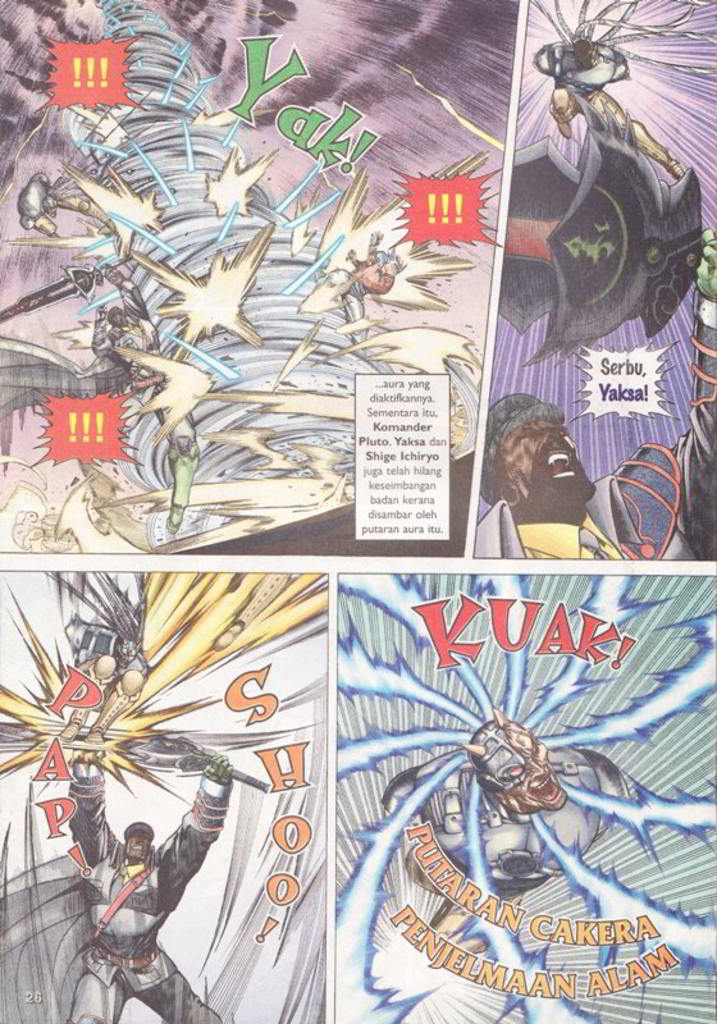 !!!
Yak!
!!!
!!!
...aura yang
diaktifkannya.
Sementara itu,
Komander
Pluto, Yaksa dan
Shige Ichiryo
juga telah hilang
keseimbangan
badan kerana
disambar oleh
putaran aura itu.
Serbu,
Yaksa!
PAPAP!
SHOOO!
KUAK!
PUTARAN CAKERA
PENJELMAAN ALAM
26